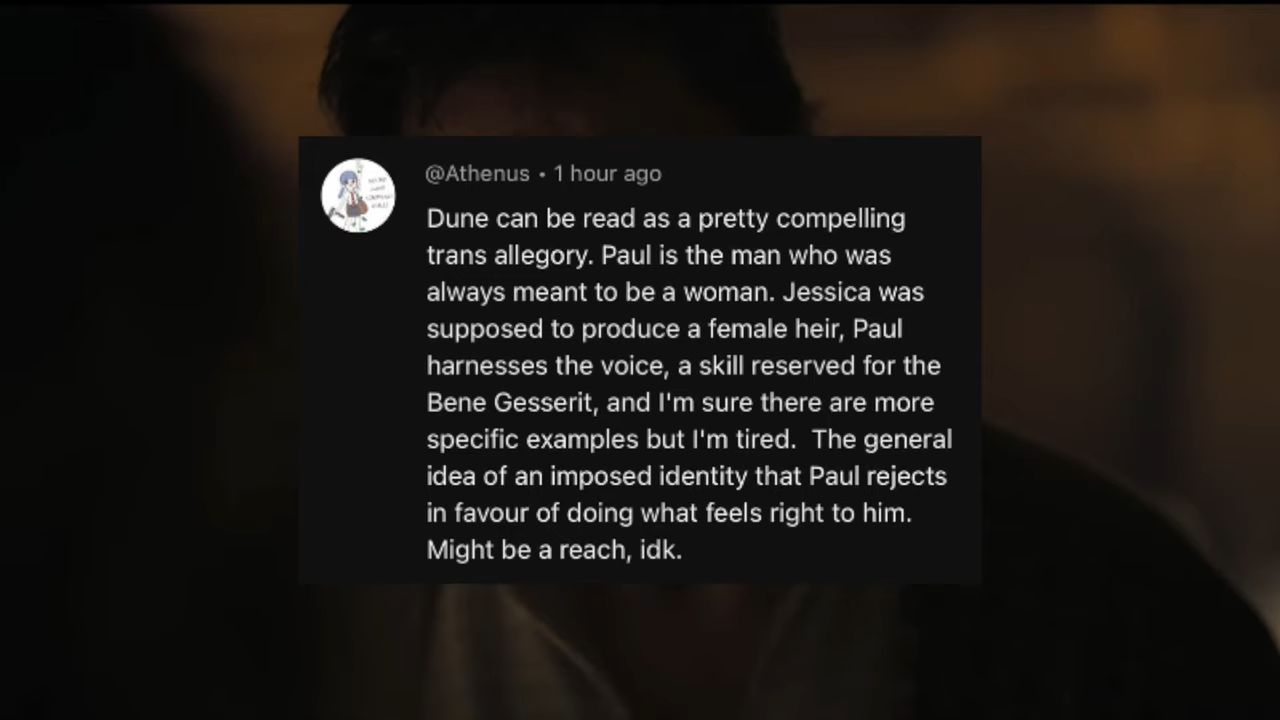 @Athenus • 1 hour ago
Dune can be read as a pretty compelling
trans allegory. Paul is the man who was
always meant to be a woman. Jessica was
supposed to produce a female heir, Paul
harnesses the voice, a skill reserved for the
Bene Gesserit, and I'm sure there are more
specific examples but I'm tired.  The general
idea of an imposed identity that Paul rejects
in favour of doing what feels right to him.
Might be a reach, idk.